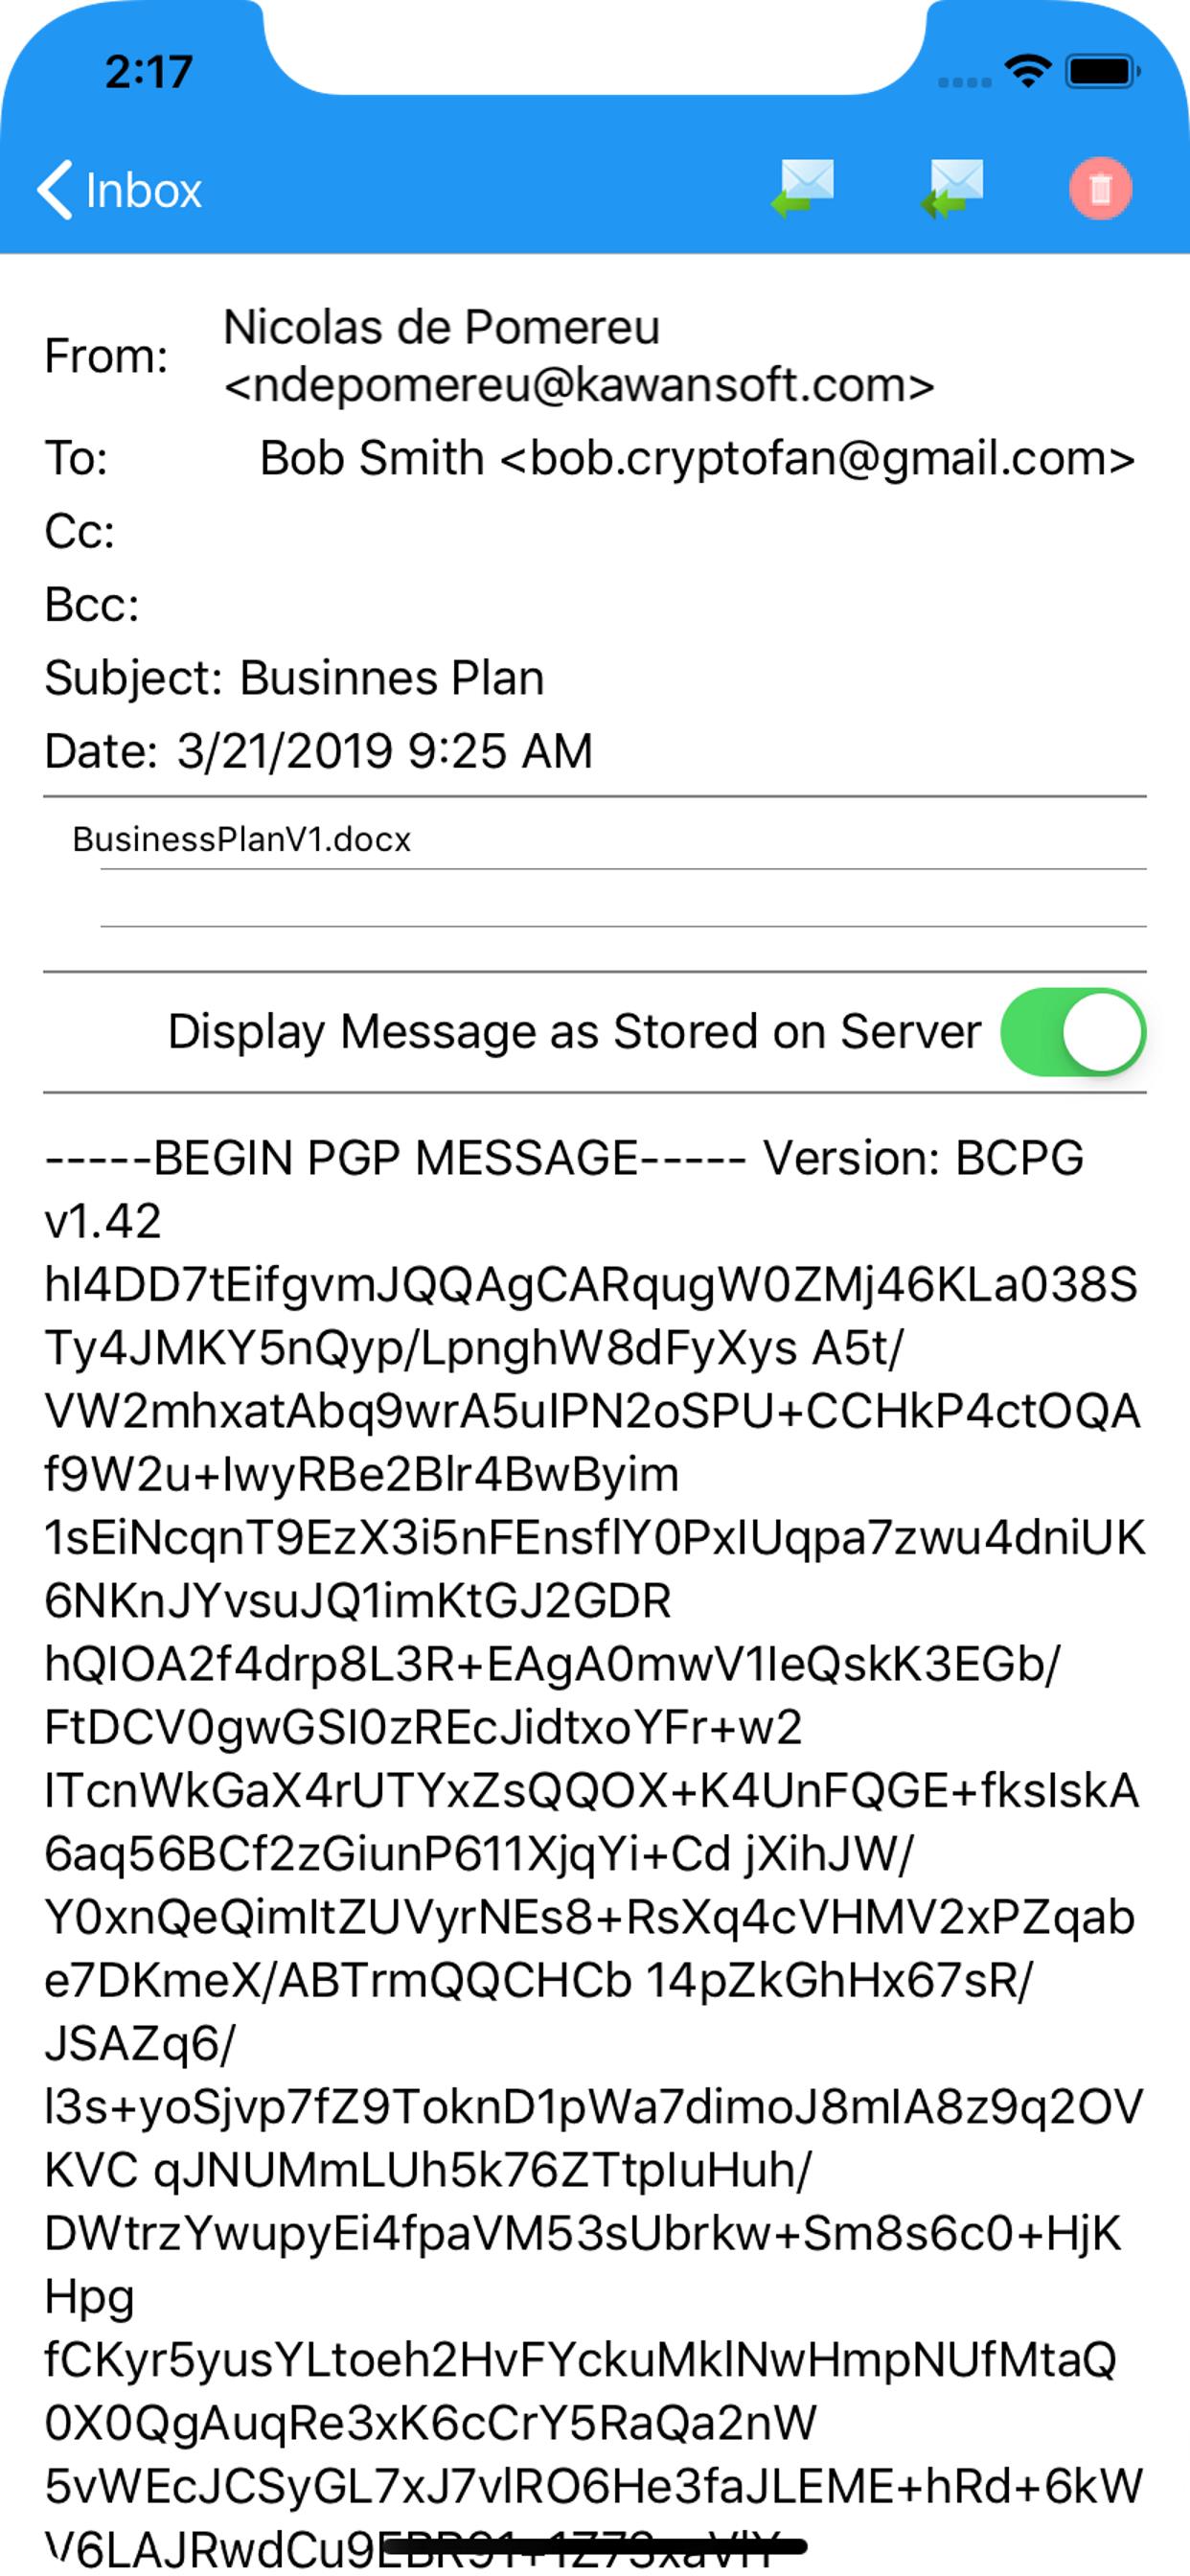 2:17
Inbox
From: Nicolas de Pomereu
<ndepomereu@kawansoft.com>
To: Bob Smith <bob.cryptofan@gmail.com>
Cc:
Bcc:
Subject: Businnes Plan
Date: 3/21/2019 9:25 AM
BusinessPlanV1.docx
Display Message as Stored on Server
-----BEGIN PGP MESSAGE----- Version: BCPG
v1.42
hI4DD7tEifgvmJQQAgCARqugW0ZMj46KLa038S
Ty4JMKY5nQyp/LpnghW8dFyXys A5t/
VW2mhxatAbq9wrA5uIPN2oSPU+CCHkP4ctOQA
f9W2u+IwyRBe2Blr4BwByim
1sEiNcqnT9EzX3i5nFEnsflY0PxIUqpa7zwu4dniUK
6NKnJYvsuJQ1imKtGJ2GDR
hQIOA2f4drp8L3R+EAgA0mwV1IeQskK3EGb/
FtDCV0gwGSI0zREcJidtxoYFr+w2
ITcnWkGaX4rUTYxZsQQOX+K4UnFQGE+fksIskA
6aq56BCf2zGiunP611XjqYi+Cd jXihJW/
Y0xnQeQimItZUVyrNEs8+RsXq4cVHMV2xPZqab
e7DKmeX/ABTrmQQCHCb 14pZkGhHx67sR/
JSAZq6/
l3s+yoSjvp7fZ9ToknD1pWa7dimoJ8mlA8z9q2OV
KVC qJNUMmLUh5k76ZTtpIuHuh/
DWtrzYwupyEi4fpaVM53sUbrkw+Sm8s6c0+HjK
Hpg
fCKyr5yusYLtoeh2HvFYckuMklNwHmpNUfMtaQ
0X0QgAuqRe3xK6cCrY5RaQa2nW
5vWEcJCSyGL7xJ7vlRO6He3faJLEME+hRd+6kW
V6LAJRwdCu9EBR91+1Z73xaVlY